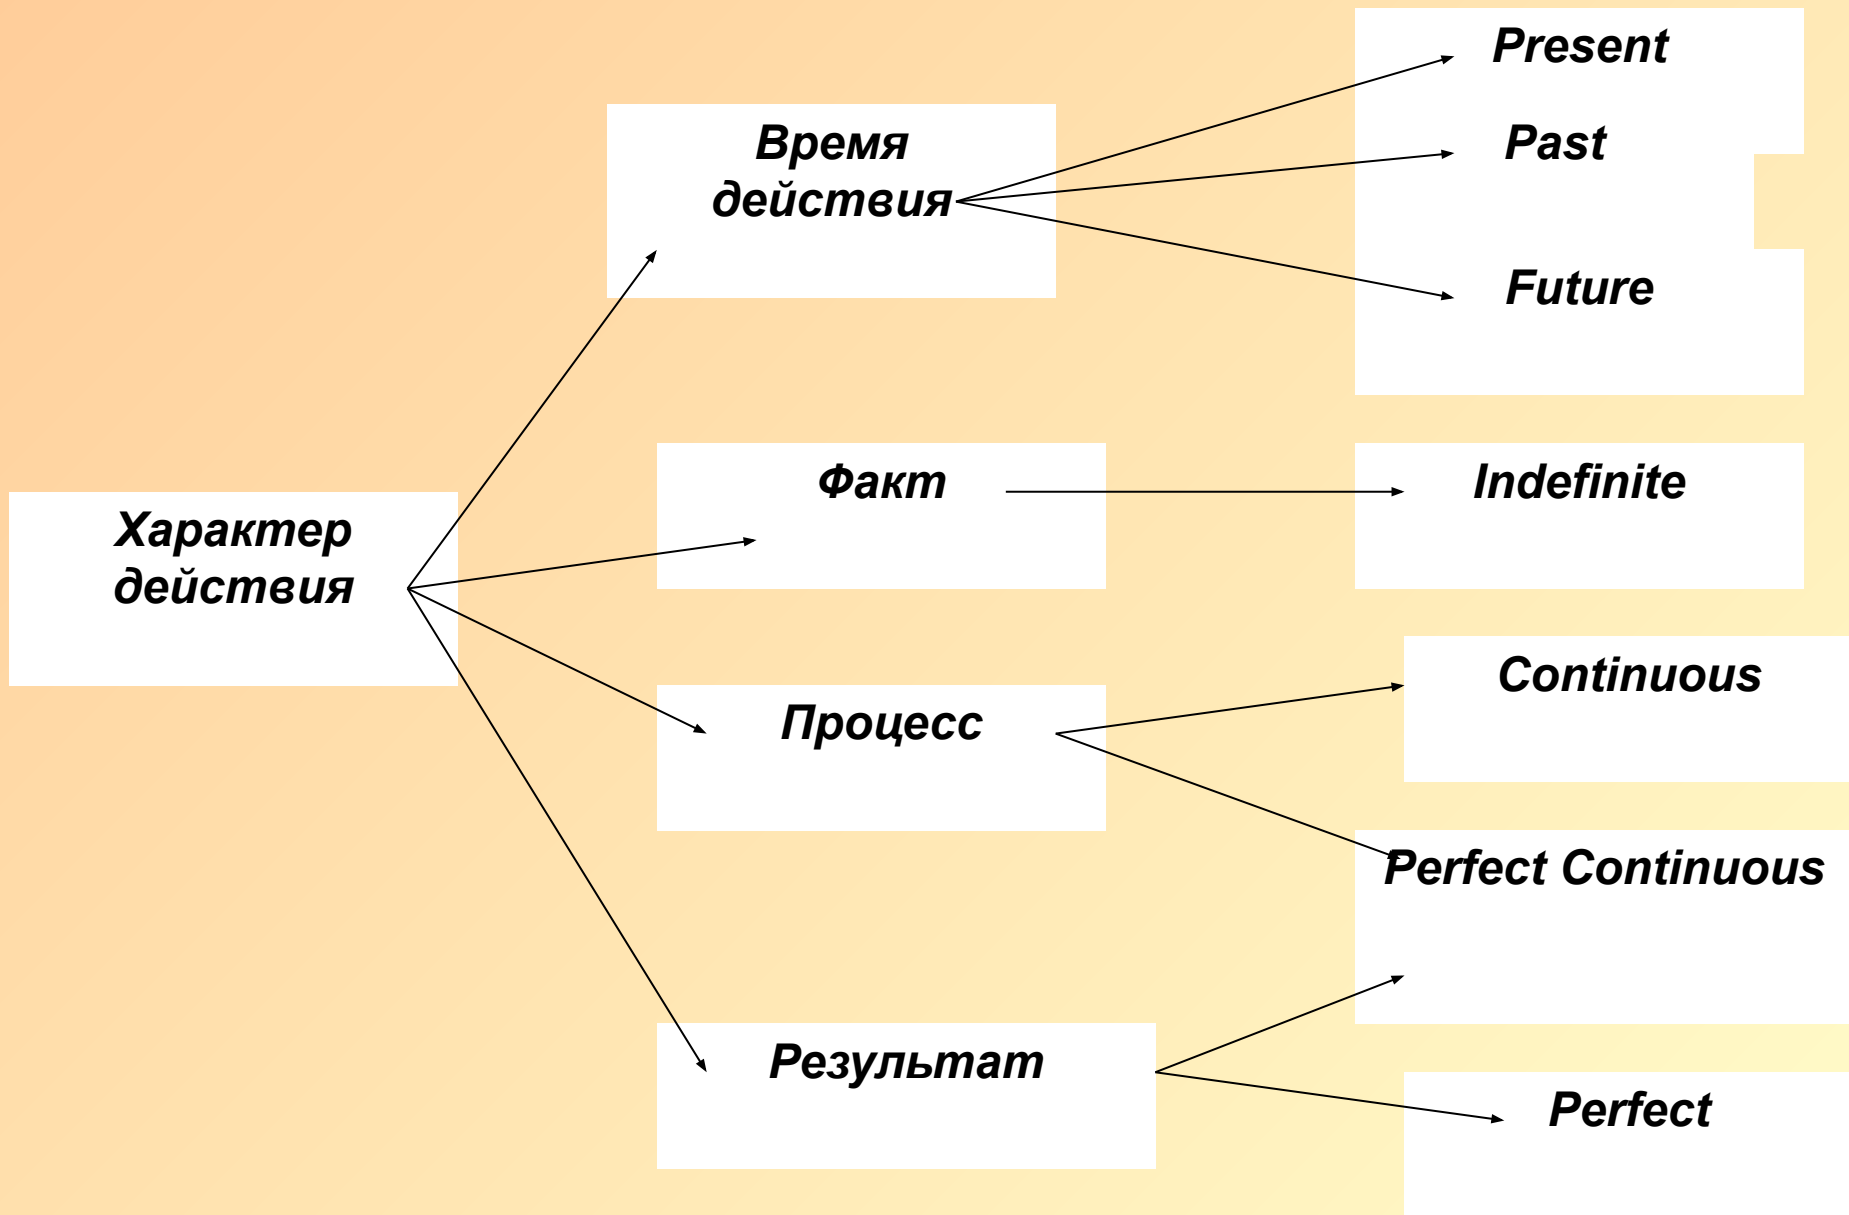 Present
Время
действия
Past
Future
Факт
Indefinite
Характер
действия
Процесс
Continuous
Perfect Continuous
Результат
Perfect